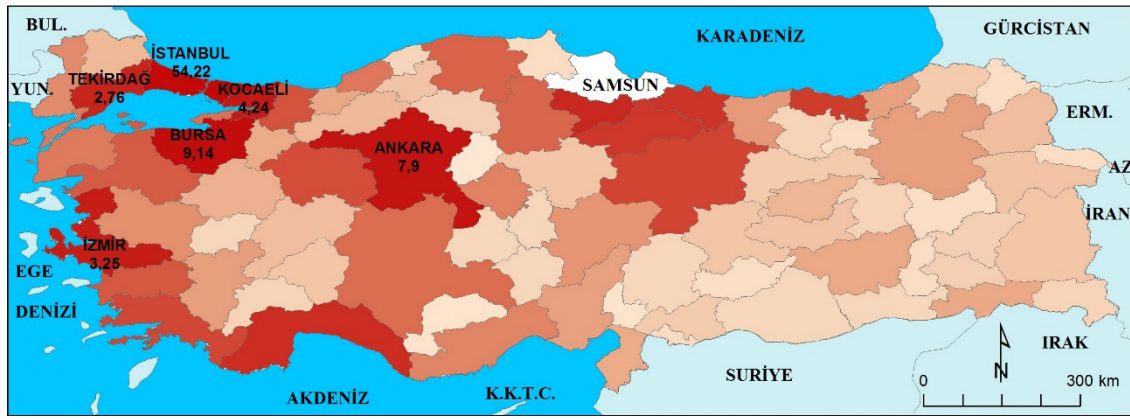 BUL.
GÜRCİSTAN
KARADENİZ
İSTANBUL
54,22
TEKİRDAĞ
2,76
YUN.
KOCAELİ
4,24
SAMSUN
ERM.
BURSA
9,14
ANKARA
7,9
AZ
İRAN
İZMİR
3,25
EGE
DENİZİ
AKDENİZ
K.K.T.C.
SURİYE
IRAK
N
0
300 km